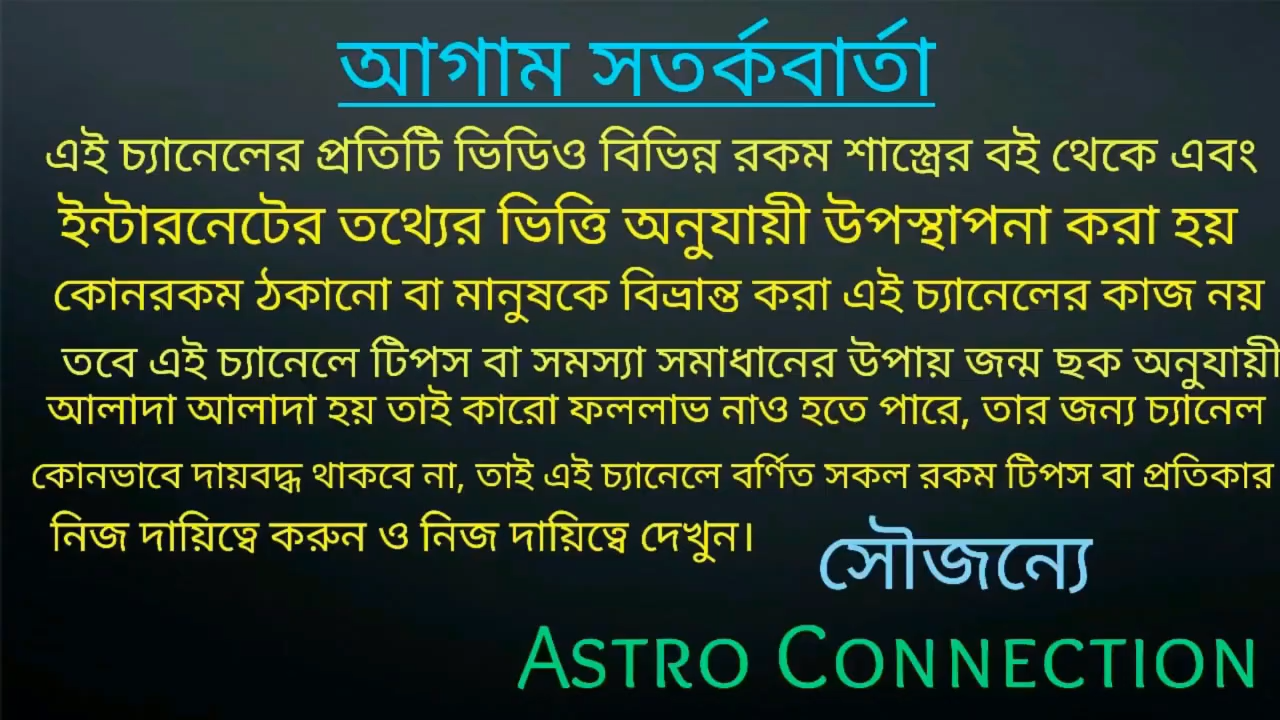 আগাম সতর্কবার্তা
এই চ্যানেলের প্রতিটি ভিডিও বিভিন্ন রকম শাস্ত্রের বই থেকে এবং
ইন্টারনেটের তথ্যের ভিত্তি অনুযায়ী উপস্থাপনা করা হয়
কোনরকম ঠকানো বা মানুষকে বিভ্রান্ত করা এই চ্যানেলের কাজ নয়
তবে এই চ্যানেলে টিপস বা সমস্যা সমাধানের উপায় জন্ম ছক অনুযায়ী
আলাদা আলাদা হয় তাই কারো ফললাভ নাও হতে পারে, তার জন্য চ্যানেল
কোনভাবে দায়বদ্ধ থাকবে না, তাই এই চ্যানেলে বর্ণিত সকল রকম টিপস বা প্রতিকার
নিজ দায়িত্বে করুন ও নিজ দায়িত্বে দেখুন।
সৌজন্যে
ASTRO CONNECTION